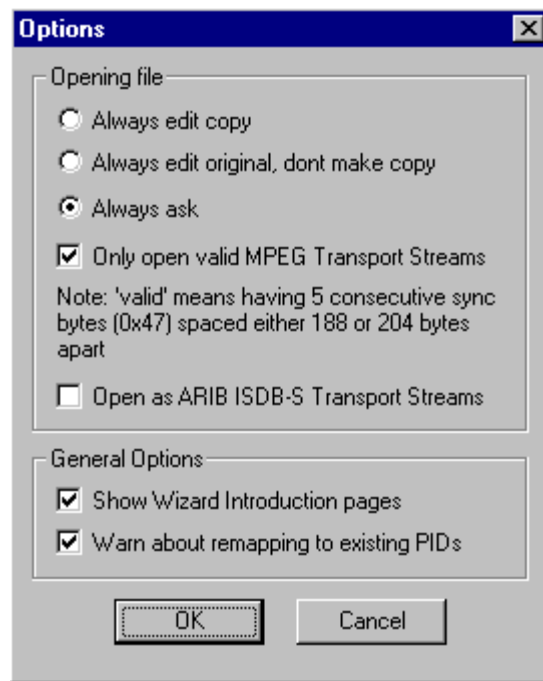 Options
Opening file
Always edit copy
Always edit original, dont make copy
Always ask
Only open valid MPEG Transport Streams
Note: 'valid' means having 5 consecutive sync
bytes (0x47) spaced either 188 or 204 bytes
apart
Open as ARIB ISDB-S Transport Streams
General Options
Show Wizard Introduction pages
Warn about remapping to existing PIDs
OK
Cancel